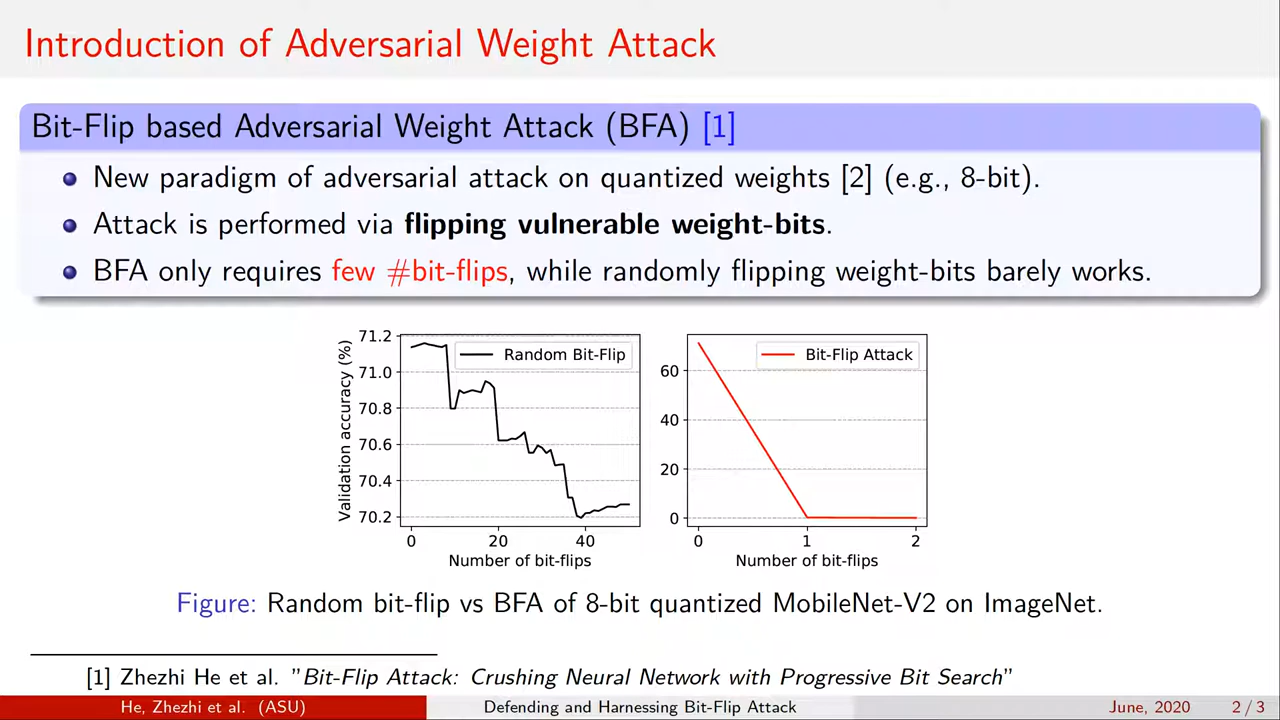 Introduction of Adversarial Weight Attack
Bit-Flip based Adversarial Weight Attack (BFA) [1]
New paradigm of adversarial attack on quantized weights [2] (e.g., 8-bit).
Attack is performed via flipping vulnerable weight-bits.
BFA only requires few #bit-flips, while randomly flipping weight-bits barely works.
Validation accuracy (%)
71.2
71.0
70.8
70.6
70.4
70.2
Random Bit-Flip
0 20 40
Number of bit-flips
60
40
20
0
Bit-Flip Attack
0 1 2
Number of bit-flips
Figure: Random bit-flip vs BFA of 8-bit quantized MobileNet-V2 on ImageNet.
[1] Zhezhi He et al. "Bit-Flip Attack: Crushing Neural Network with Progressive Bit Search"
He, Zhezhi et al. (ASU) Defending and Harnessing Bit-Flip Attack June, 2020 2 / 3